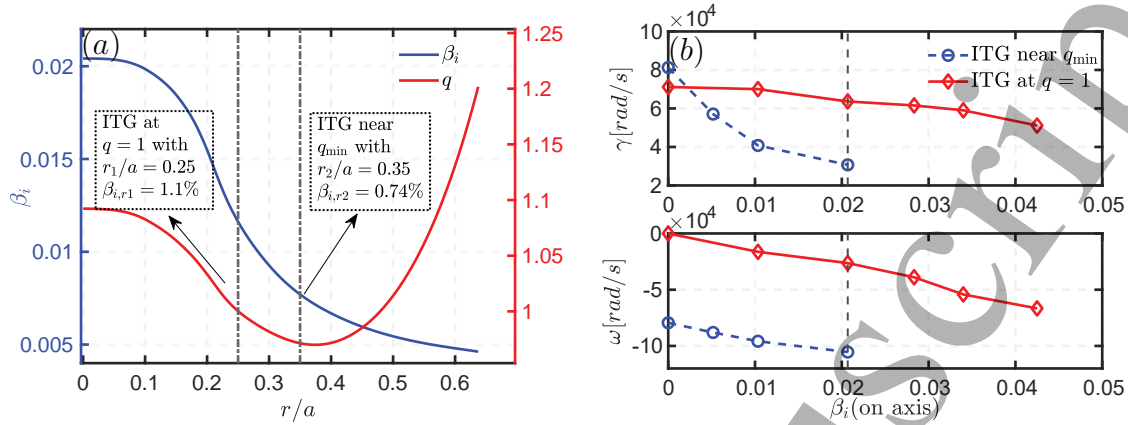 (a)
β_i
q
0.02
0.015
0.01
0.005
β_i
1.25
1.2
1.15
1.1
1.05
1
ITG at
q = 1 with
r_1/a = 0.25
β_{i,r1} = 1.1%
ITG near
q_min with
r_2/a = 0.35
β_{i,r2} = 0.74%
0 0.1 0.2 0.3 0.4 0.5 0.6
r/a
×10^4
(b)
ITG near q_min
ITG at q = 1
10
8
6
4
2
γ[rad/s]
0 0.01 0.02 0.03 0.04 0.05
×10^4
0
-5
-10
ω[rad/s]
0 0.01 0.02 0.03 0.04 0.05
β_i(on axis)
scrip